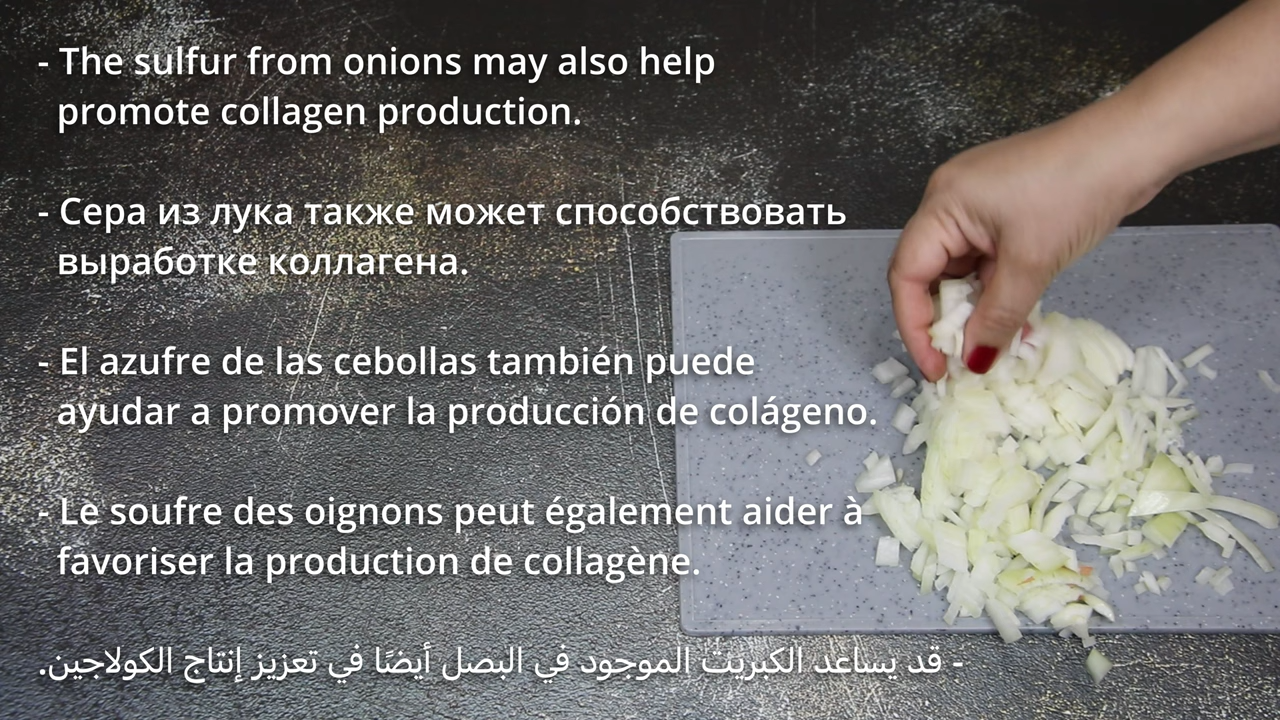 - The sulfur from onions may also help
promote collagen production.
- Сера из лука также может способствовать
выработке коллагена.
- El azufre de las cebollas también puede
ayudar a promover la producción de colágeno.
- Le soufre des oignons peut également aider à
favoriser la production de collagène.
- قد يساعد الكبريت الموجود في البصل أيضًا في تعزيز إنتاج الكولاجين.